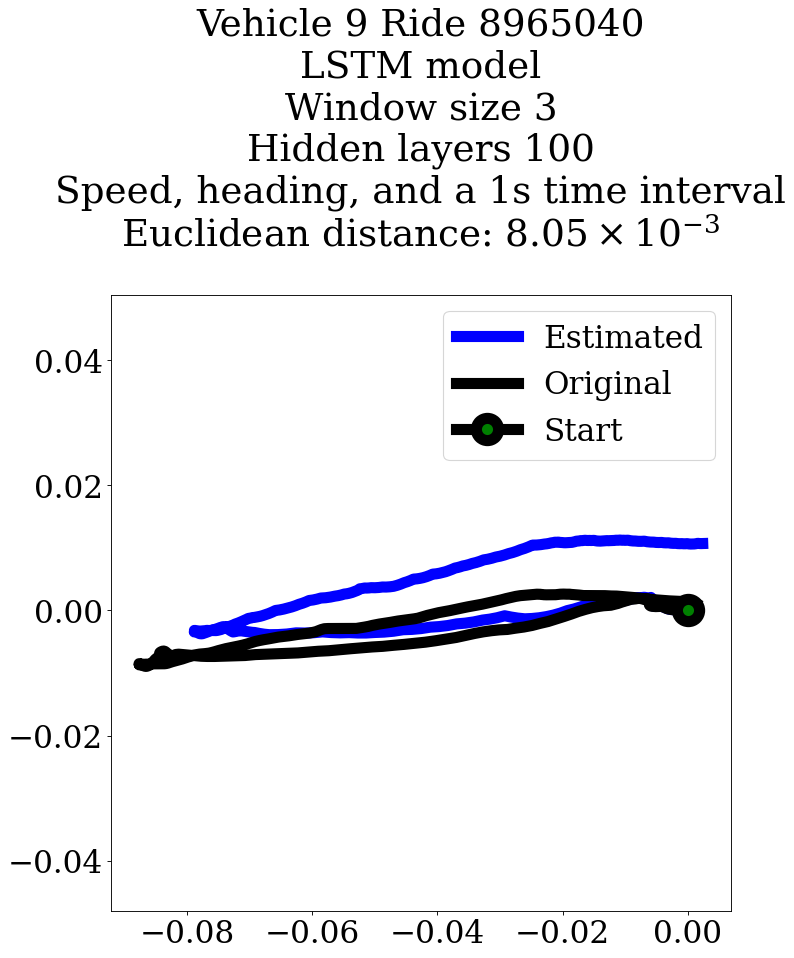 Vehicle 9 Ride 8965040
LSTM model
Window size 3
Hidden layers 100
Speed, heading, and a 1s time interval
Euclidean distance: 8.05 × 10⁻³
Estimated
Original
Start
0.04
0.02
0.00
−0.02
−0.04
−0.08
−0.06
−0.04
−0.02
0.00